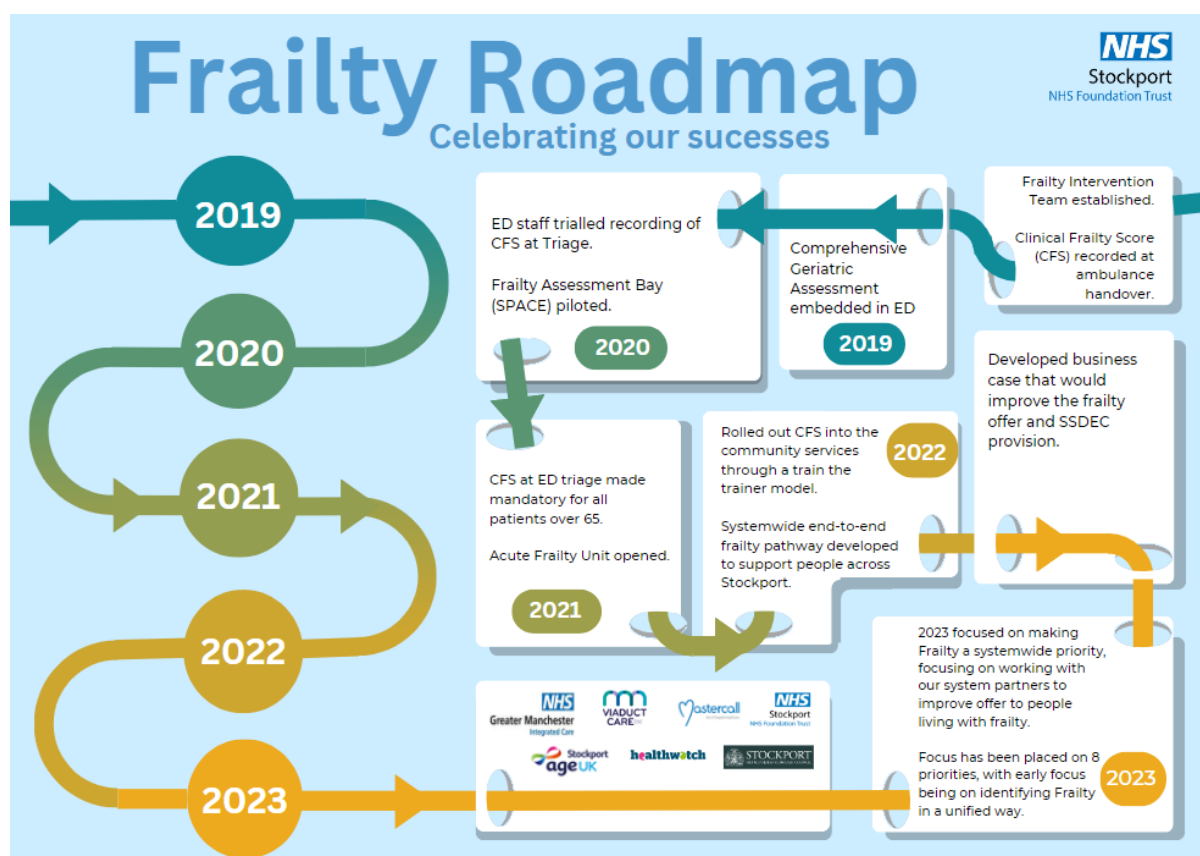 Frailty Roadmap
Celebrating our sucesses
NHS
Stockport
NHS Foundation Trust
2019
2020
2021
2022
2023
Frailty Intervention
Team established.
Clinical Frailty Score
(CFS) recorded at
ambulance
handover.
Comprehensive
Geriatric
Assessment
embedded in ED
2019
ED staff trialled recording of
CFS at Triage.
Frailty Assessment Bay
(SPACE) piloted.
2020
CFS at ED triage made
mandatory for all
patients over 65.
Acute Frailty Unit opened.
2021
Rolled out CFS into the
community services
through a train the
trainer model.
2022
Systemwide end-to-end
frailty pathway developed
to support people across
Stockport.
Developed business
case that would
improve the frailty
offer and SSDEC
provision.
2023 focused on making
Frailty a systemwide priority,
focusing on working with
our system partners to
improve offer to people
living with frailty.
Focus has been placed on 8
priorities, with early focus
being on identifying Frailty
in a unified way.
2023
NHS
Greater Manchester
Integrated Care
VIADUCT
CARE
Mastercall
NHS
Stockport
NHS Foundation Trust
Stockport
age UK
healthwatch
STOCKPORT